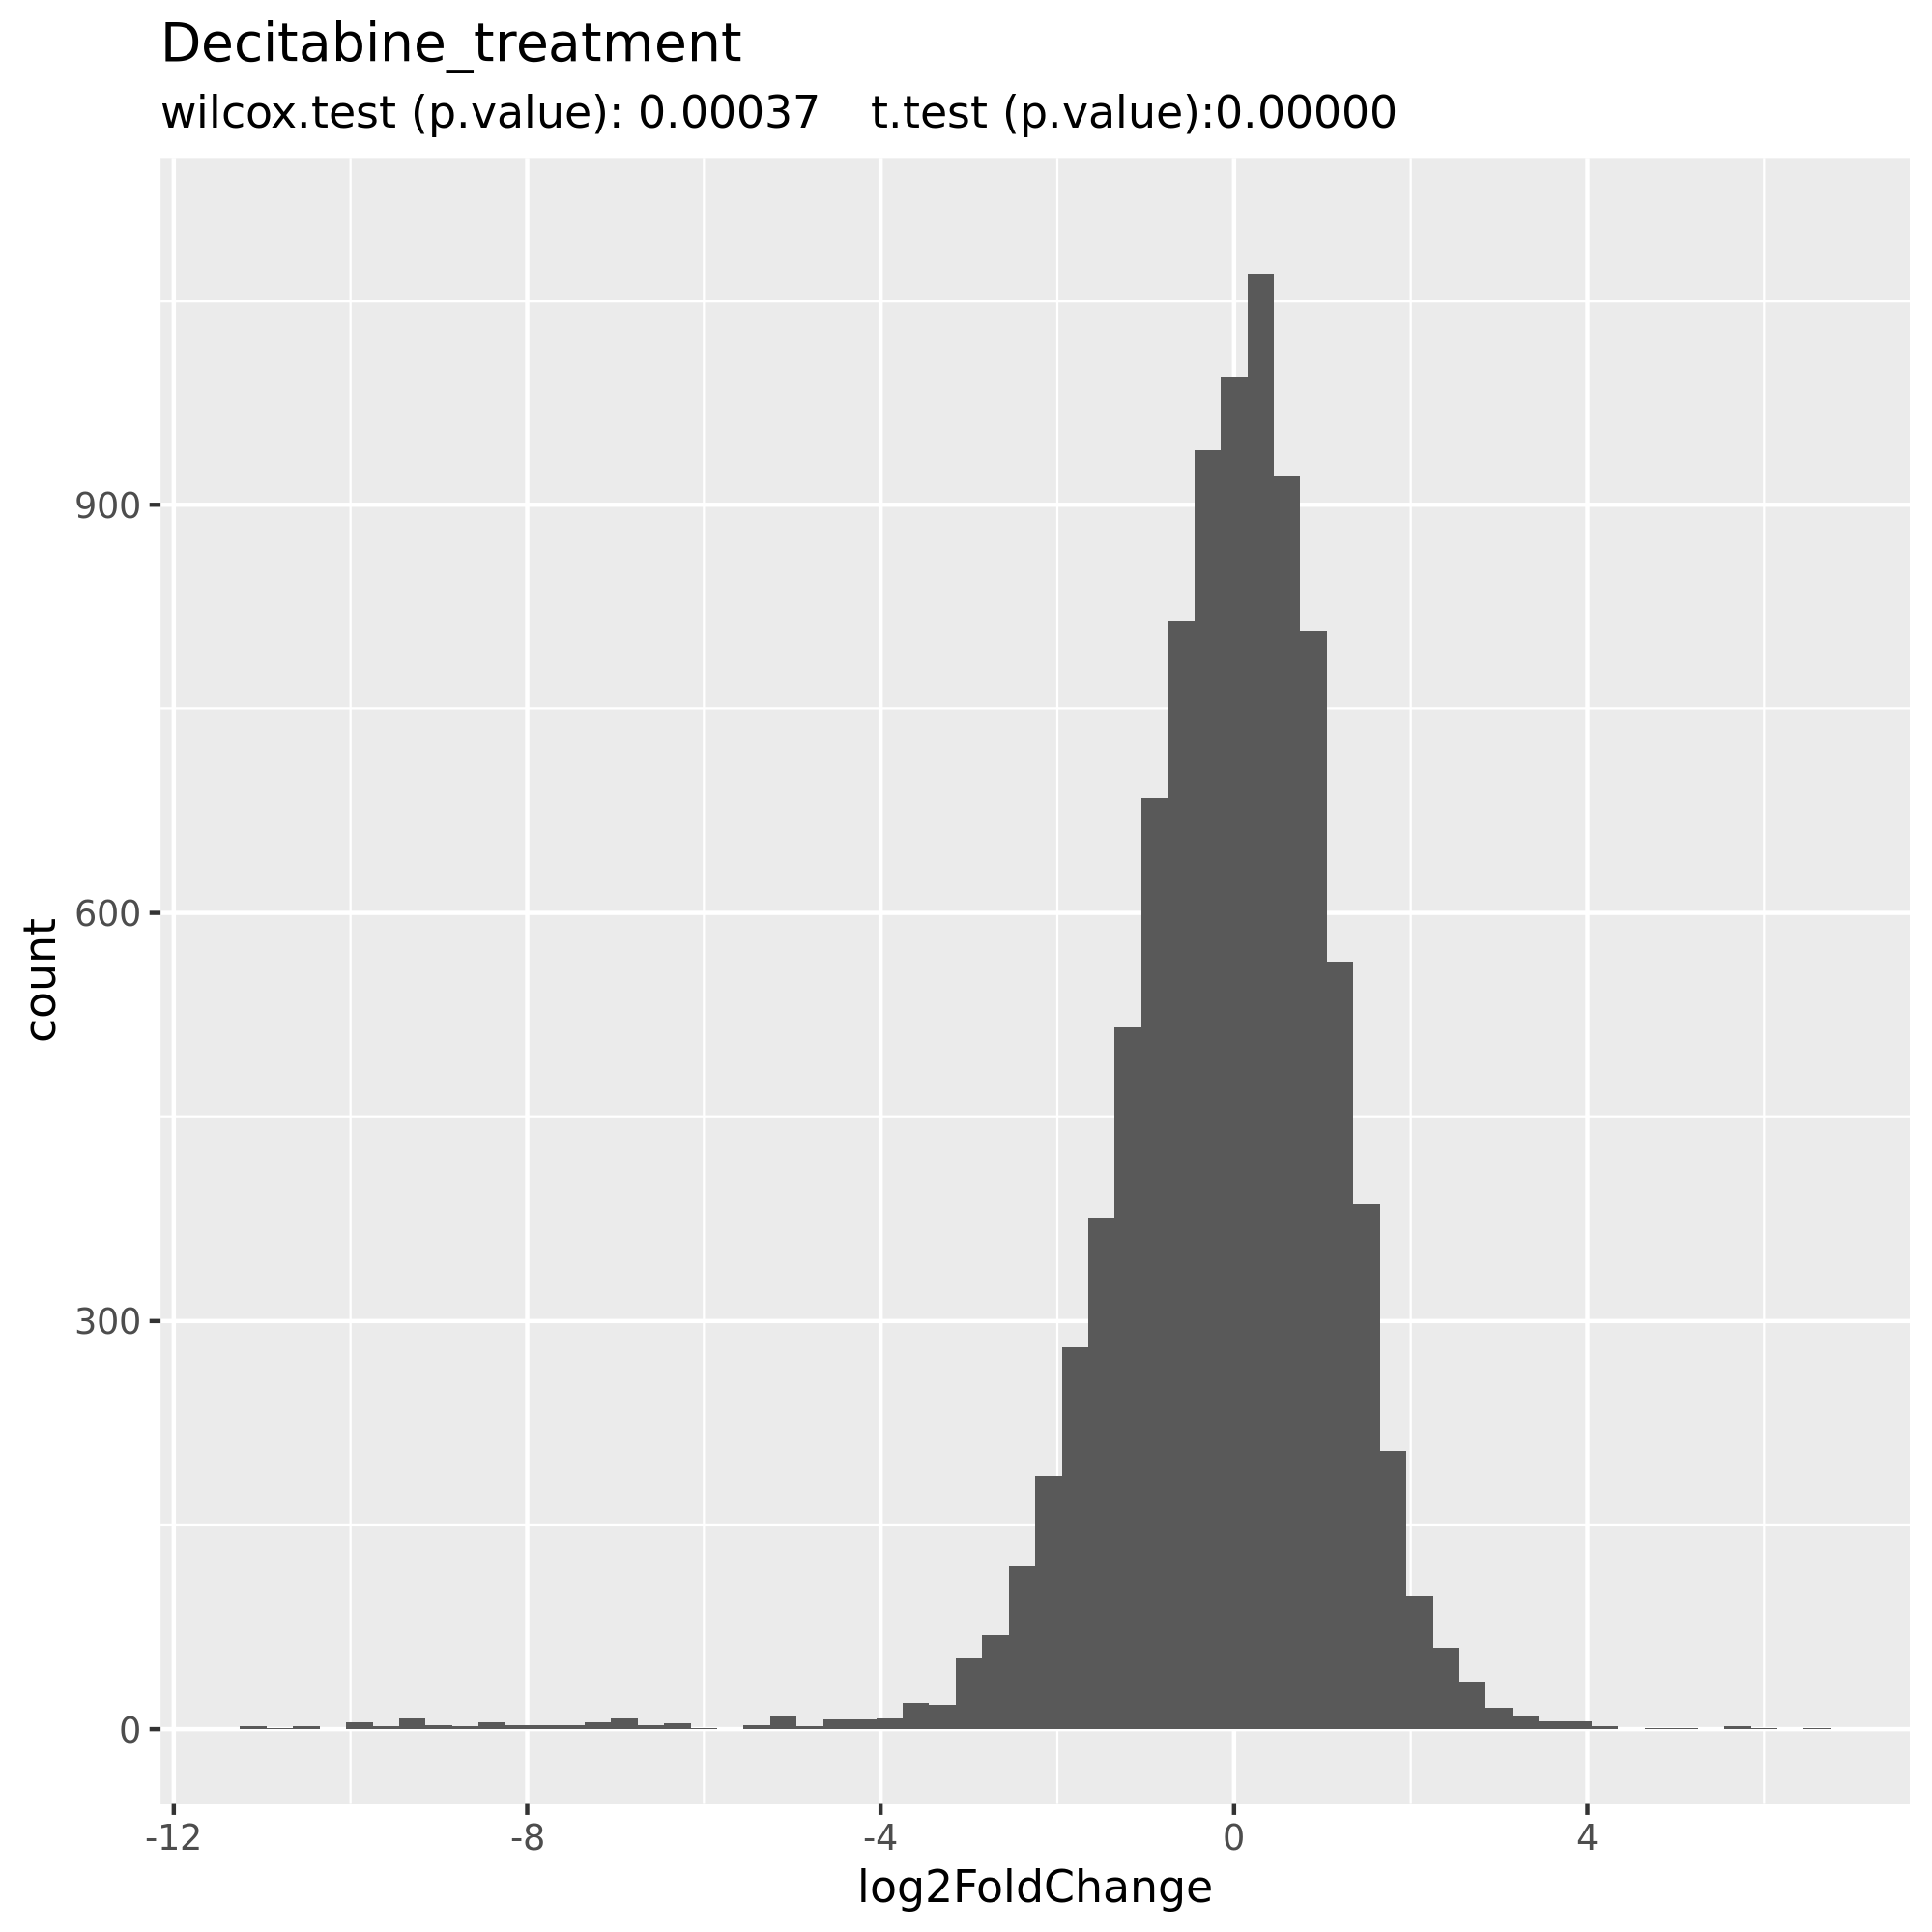 Decitabine_treatment
wilcox.test (p.value): 0.00037    t.test (p.value):0.00000
count
900
600
300
0
-12 -8 -4 0 4
log2FoldChange